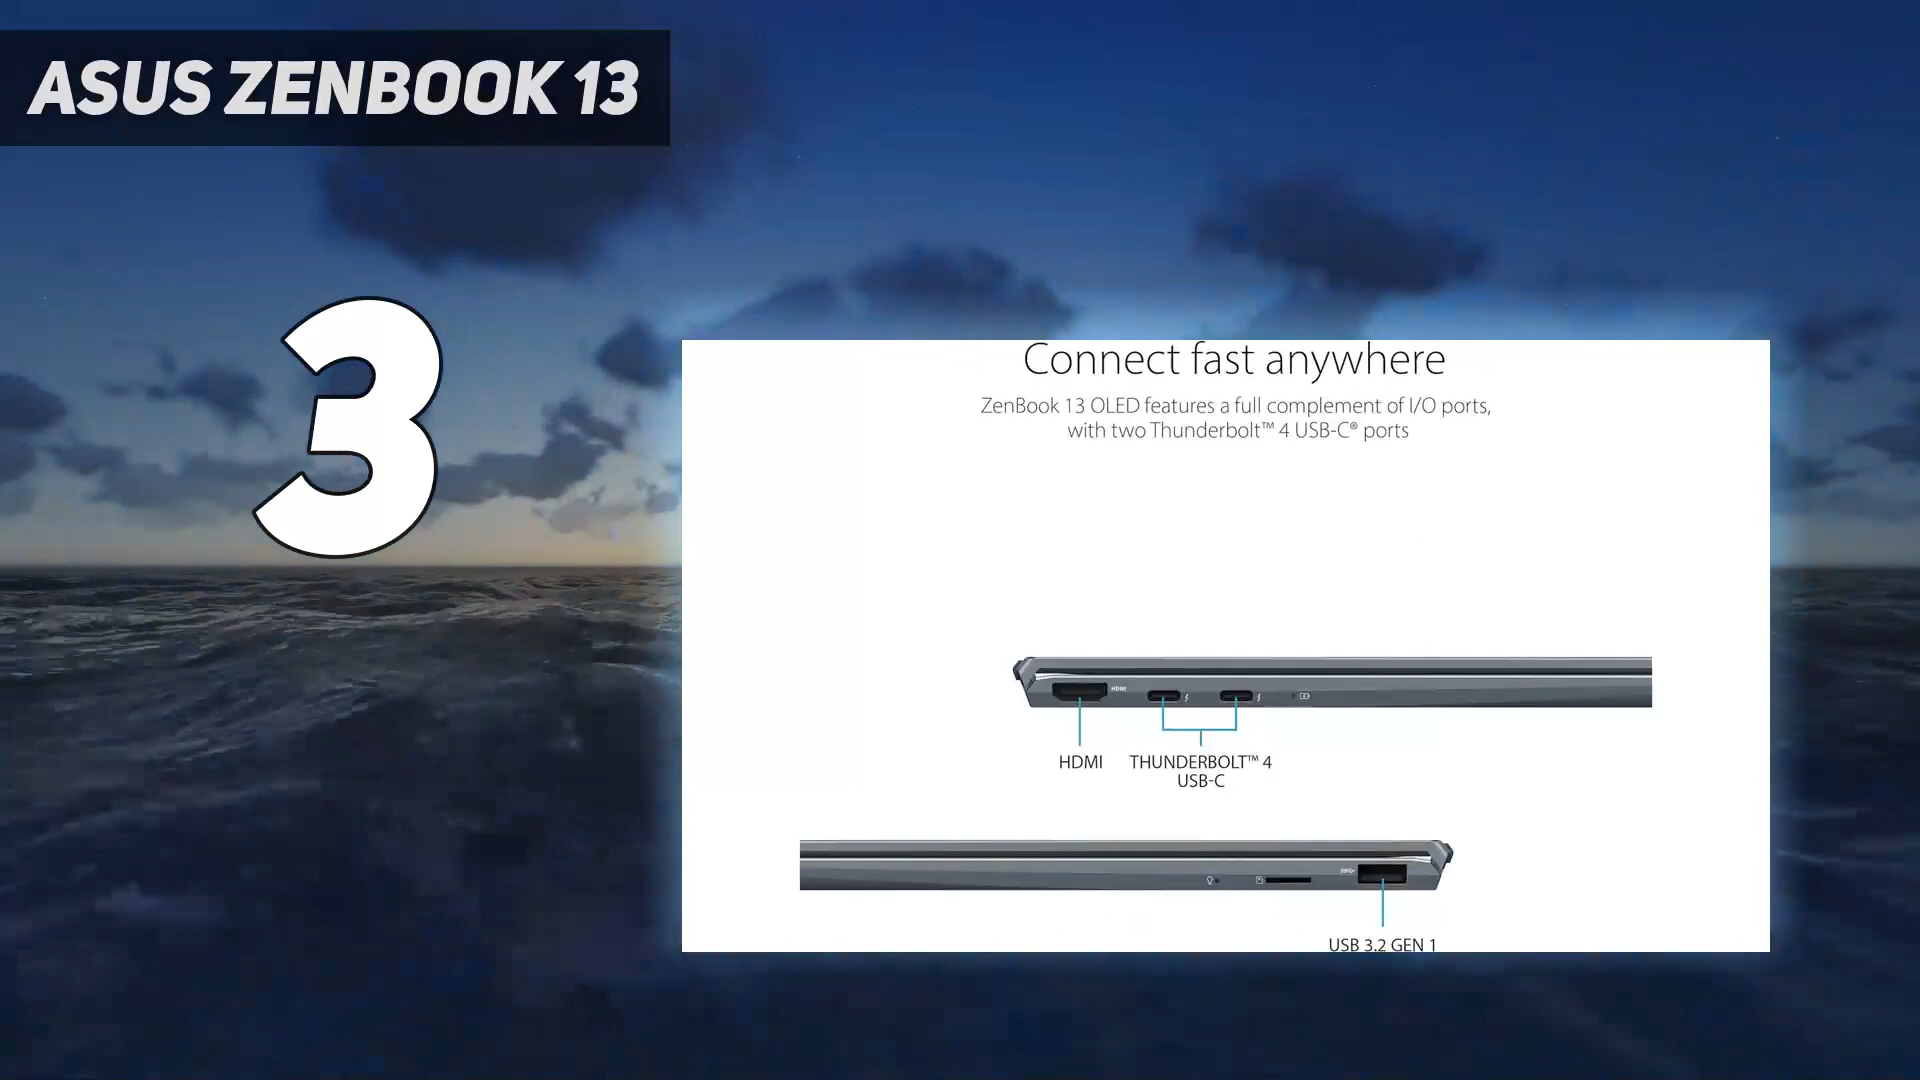 ASUS ZENBOOK 13
3
Connect fast anywhere
ZenBook 13 OLED features a full complement of I/O ports,
with two Thunderbolt™ 4 USB-C® ports
HDMI
HDMI
THUNDERBOLT™ 4
USB-C
USB 3.2 GEN 1